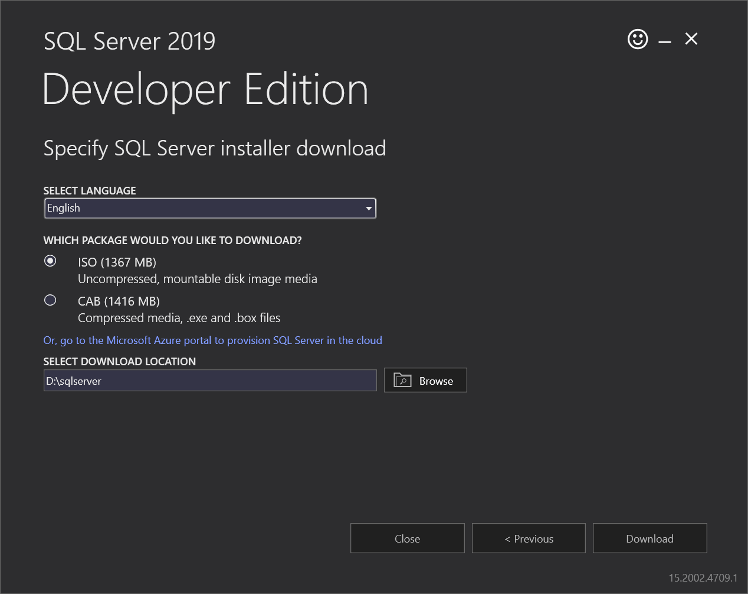 SQL Server 2019
Developer Edition
Specify SQL Server installer download
SELECT LANGUAGE
English
WHICH PACKAGE WOULD YOU LIKE TO DOWNLOAD?
ISO (1367 MB)
Uncompressed, mountable disk image media
CAB (1416 MB)
Compressed media, .exe and .box files
Or, go to the Microsoft Azure portal to provision SQL Server in the cloud
SELECT DOWNLOAD LOCATION
D:\sqlserver
Browse
Close
< Previous
Download
15.2002.4709.1